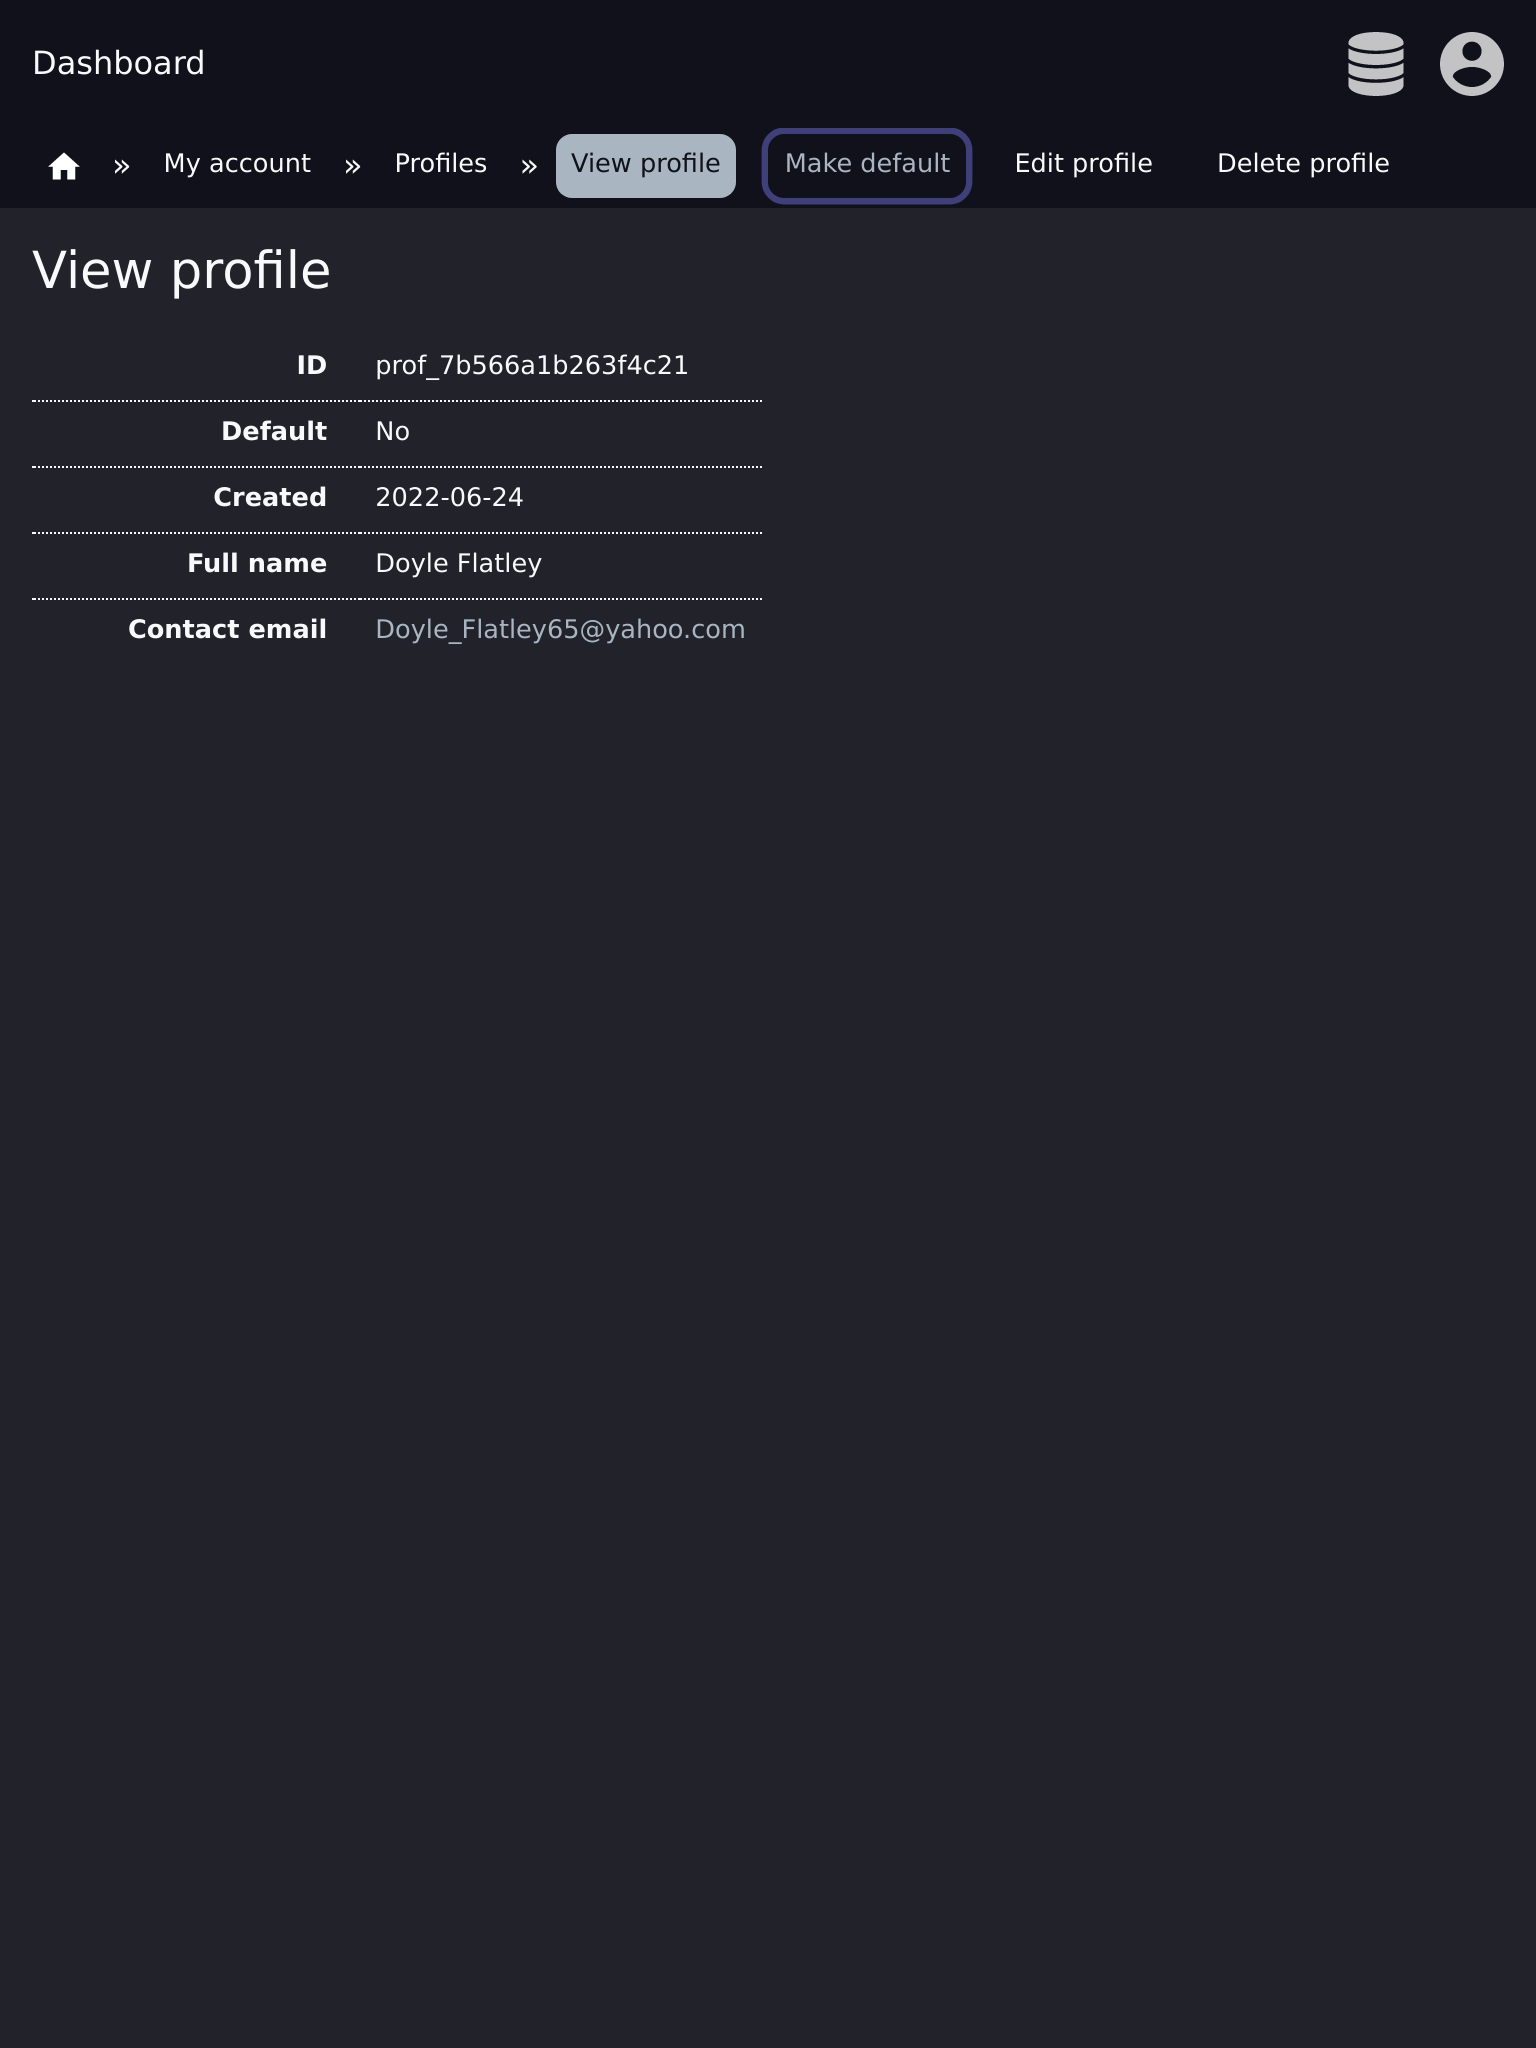 Dashboard
» My account » Profiles » View profile Make default Edit profile Delete profile
View profile
ID prof_7b566a1b263f4c21
Default No
Created 2022-06-24
Full name Doyle Flatley
Contact email Doyle_Flatley65@yahoo.com